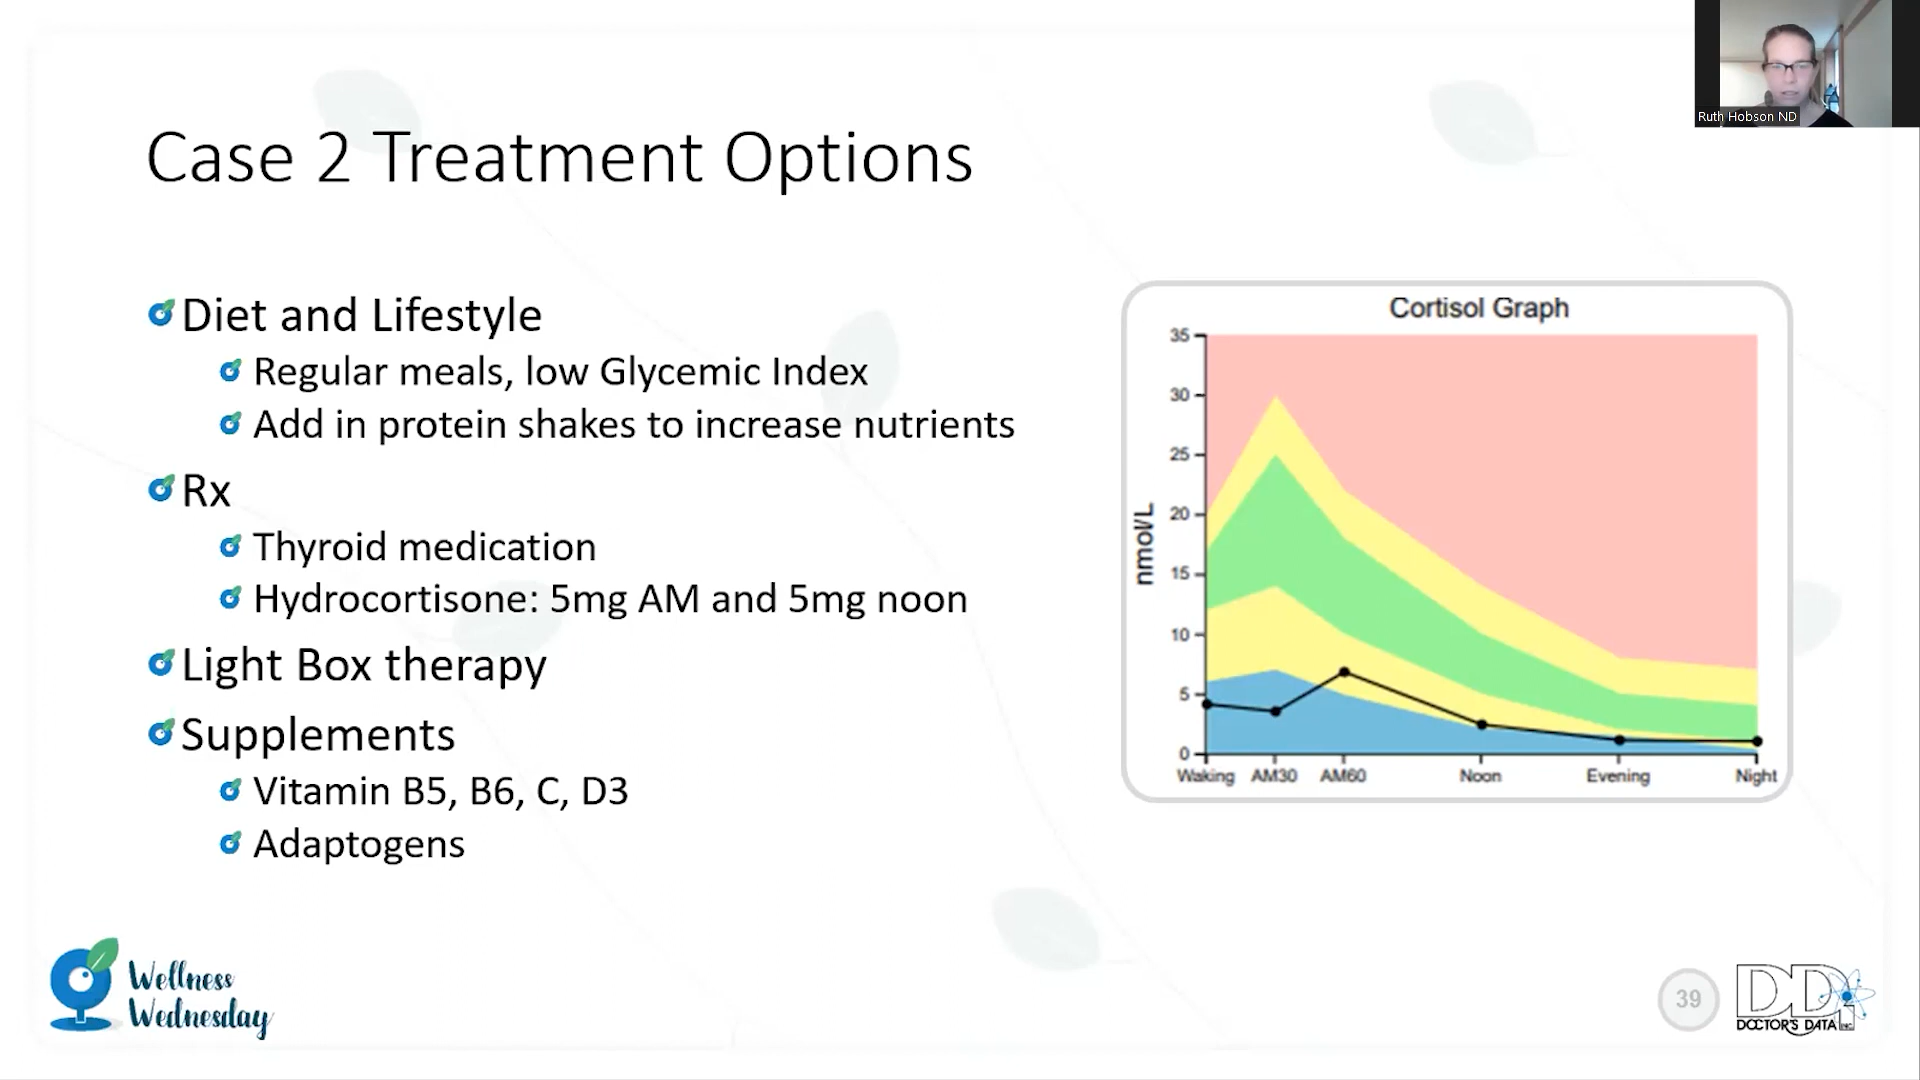 Ruth Hobson ND
Case 2 Treatment Options
Diet and Lifestyle
Regular meals, low Glycemic Index
Add in protein shakes to increase nutrients
Rx
Thyroid medication
Hydrocortisone: 5mg AM and 5mg noon
Light Box therapy
Supplements
Vitamin B5, B6, C, D3
Adaptogens
Cortisol Graph
35
30
25
20
15
10
5
0
nmol/L
Waking AM30 AM60 Noon Evening Night
Wellness
Wednesday
39
DDI
DOCTOR'S DATA INC